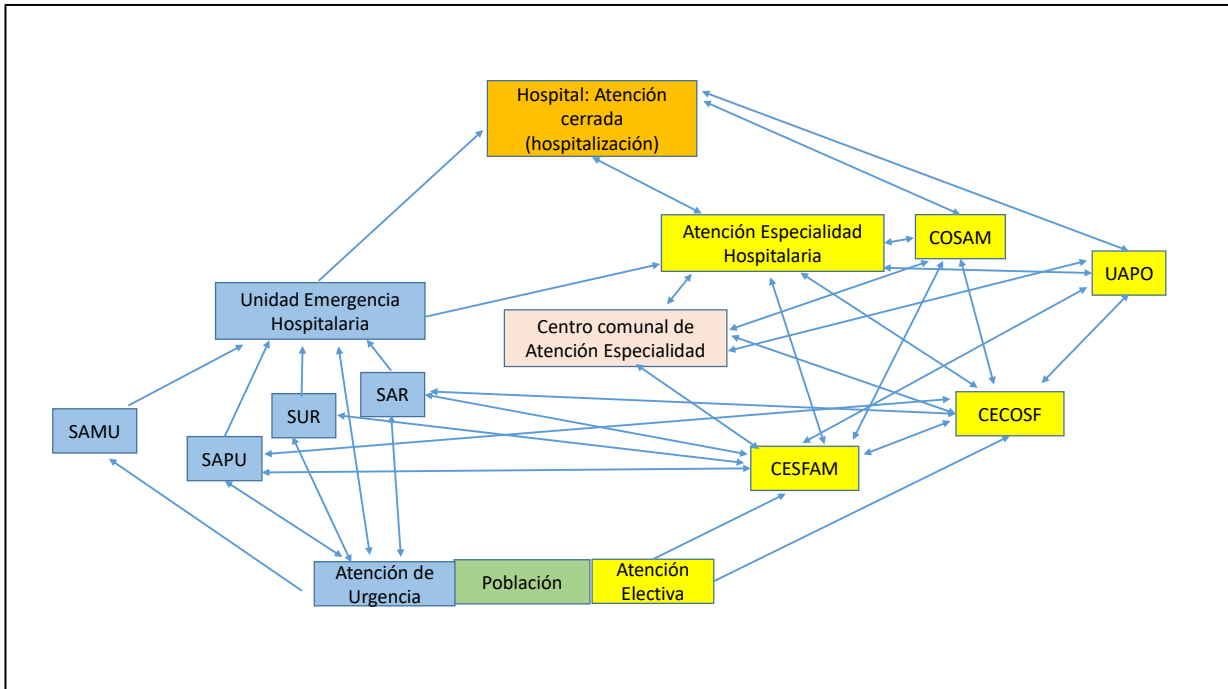 Hospital: Atención
cerrada
(hospitalización)
Atención Especialidad
Hospitalaria
COSAM
UAPO
Unidad Emergencia
Hospitalaria
Centro comunal de
Atención Especialidad
SAR
SUR
SAMU
SAPU
CECOSF
CESFAM
Atención de
Urgencia
Población
Atención
Electiva